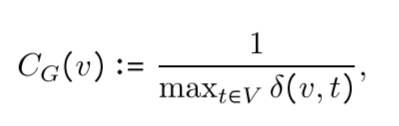 C_G(v) := \frac{1}{\max_{t \in V} \delta(v, t)},